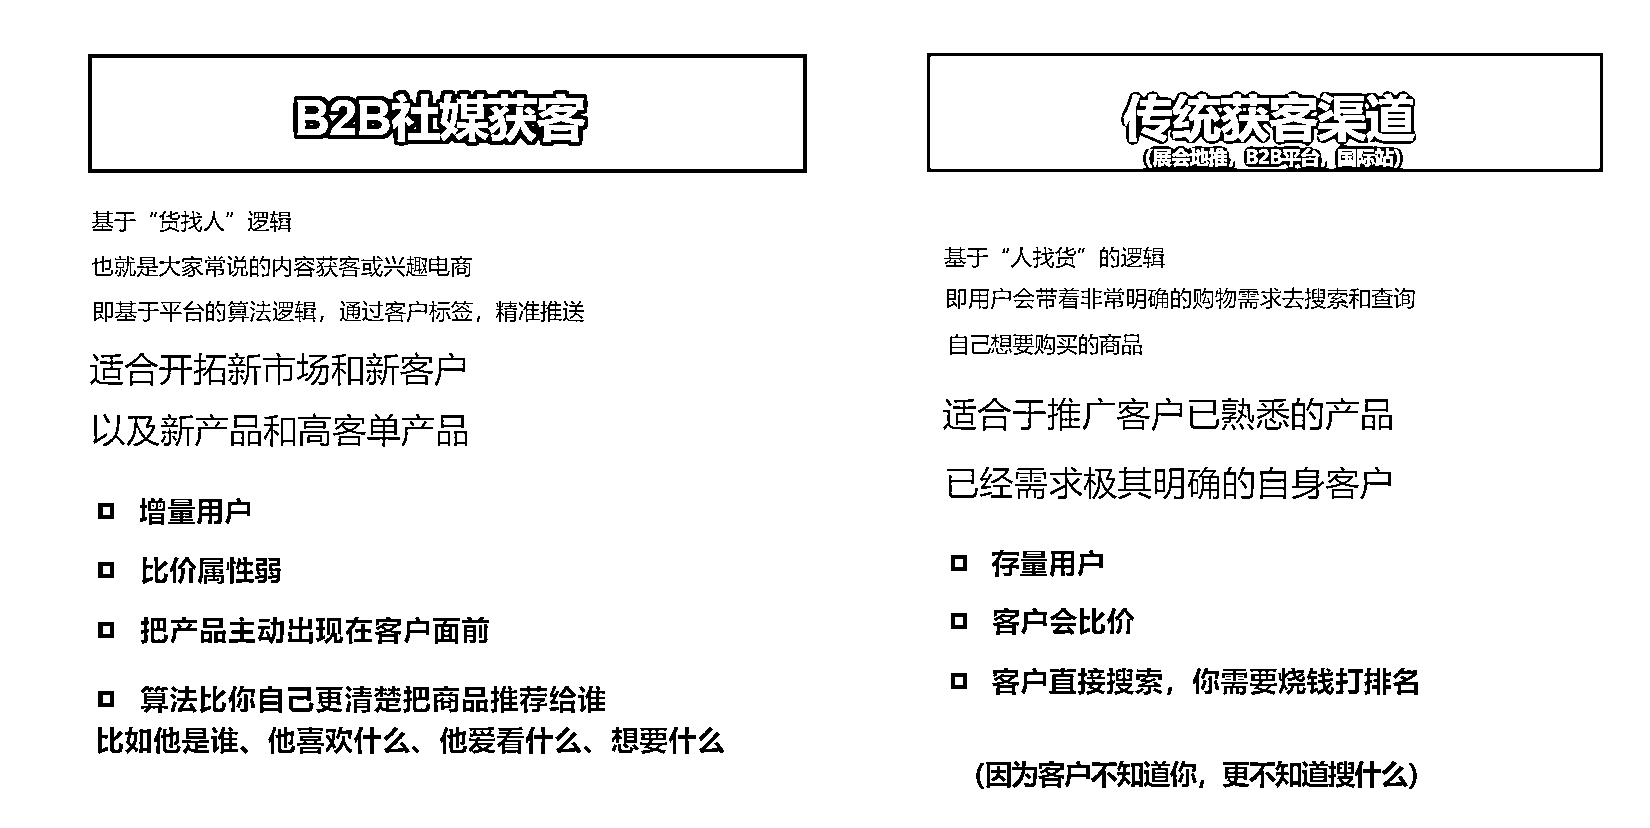 B2B社媒获客
基于“货找人”逻辑
也就是大家常说的内容获客或兴趣电商
即基于平台的算法逻辑，通过客户标签，精准推送
适合开拓新市场和新客户
以及新产品和高客单产品
增量用户
比价属性弱
把产品主动出现在客户面前
算法比你自己更清楚把商品推荐给谁
比如他是谁、他喜欢什么、他爱看什么、想要什么
传统获客渠道
（展会地推，B2B平台，国际站）
基于“人找货”的逻辑
即用户会带着非常明确的购物需求去搜索和查询
自己想要购买的商品
适合于推广客户已熟悉的产品
已经需求极其明确的自身客户
存量用户
客户会比价
客户直接搜索，你需要烧钱打排名
（因为客户不知道你，更不知道搜什么）